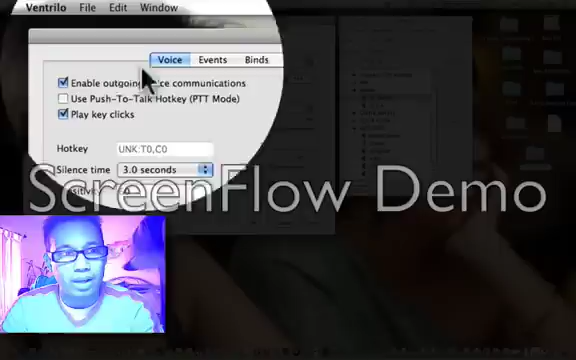 Ventrilo File Edit Window
Voice Events Binds
Enable outgoing voice communications
Use Push-To-Talk Hotkey (PTT Mode)
Play key clicks
Hotkey UNK:T0,C0
Silence time 3.0 seconds
ScreenFlow Demo